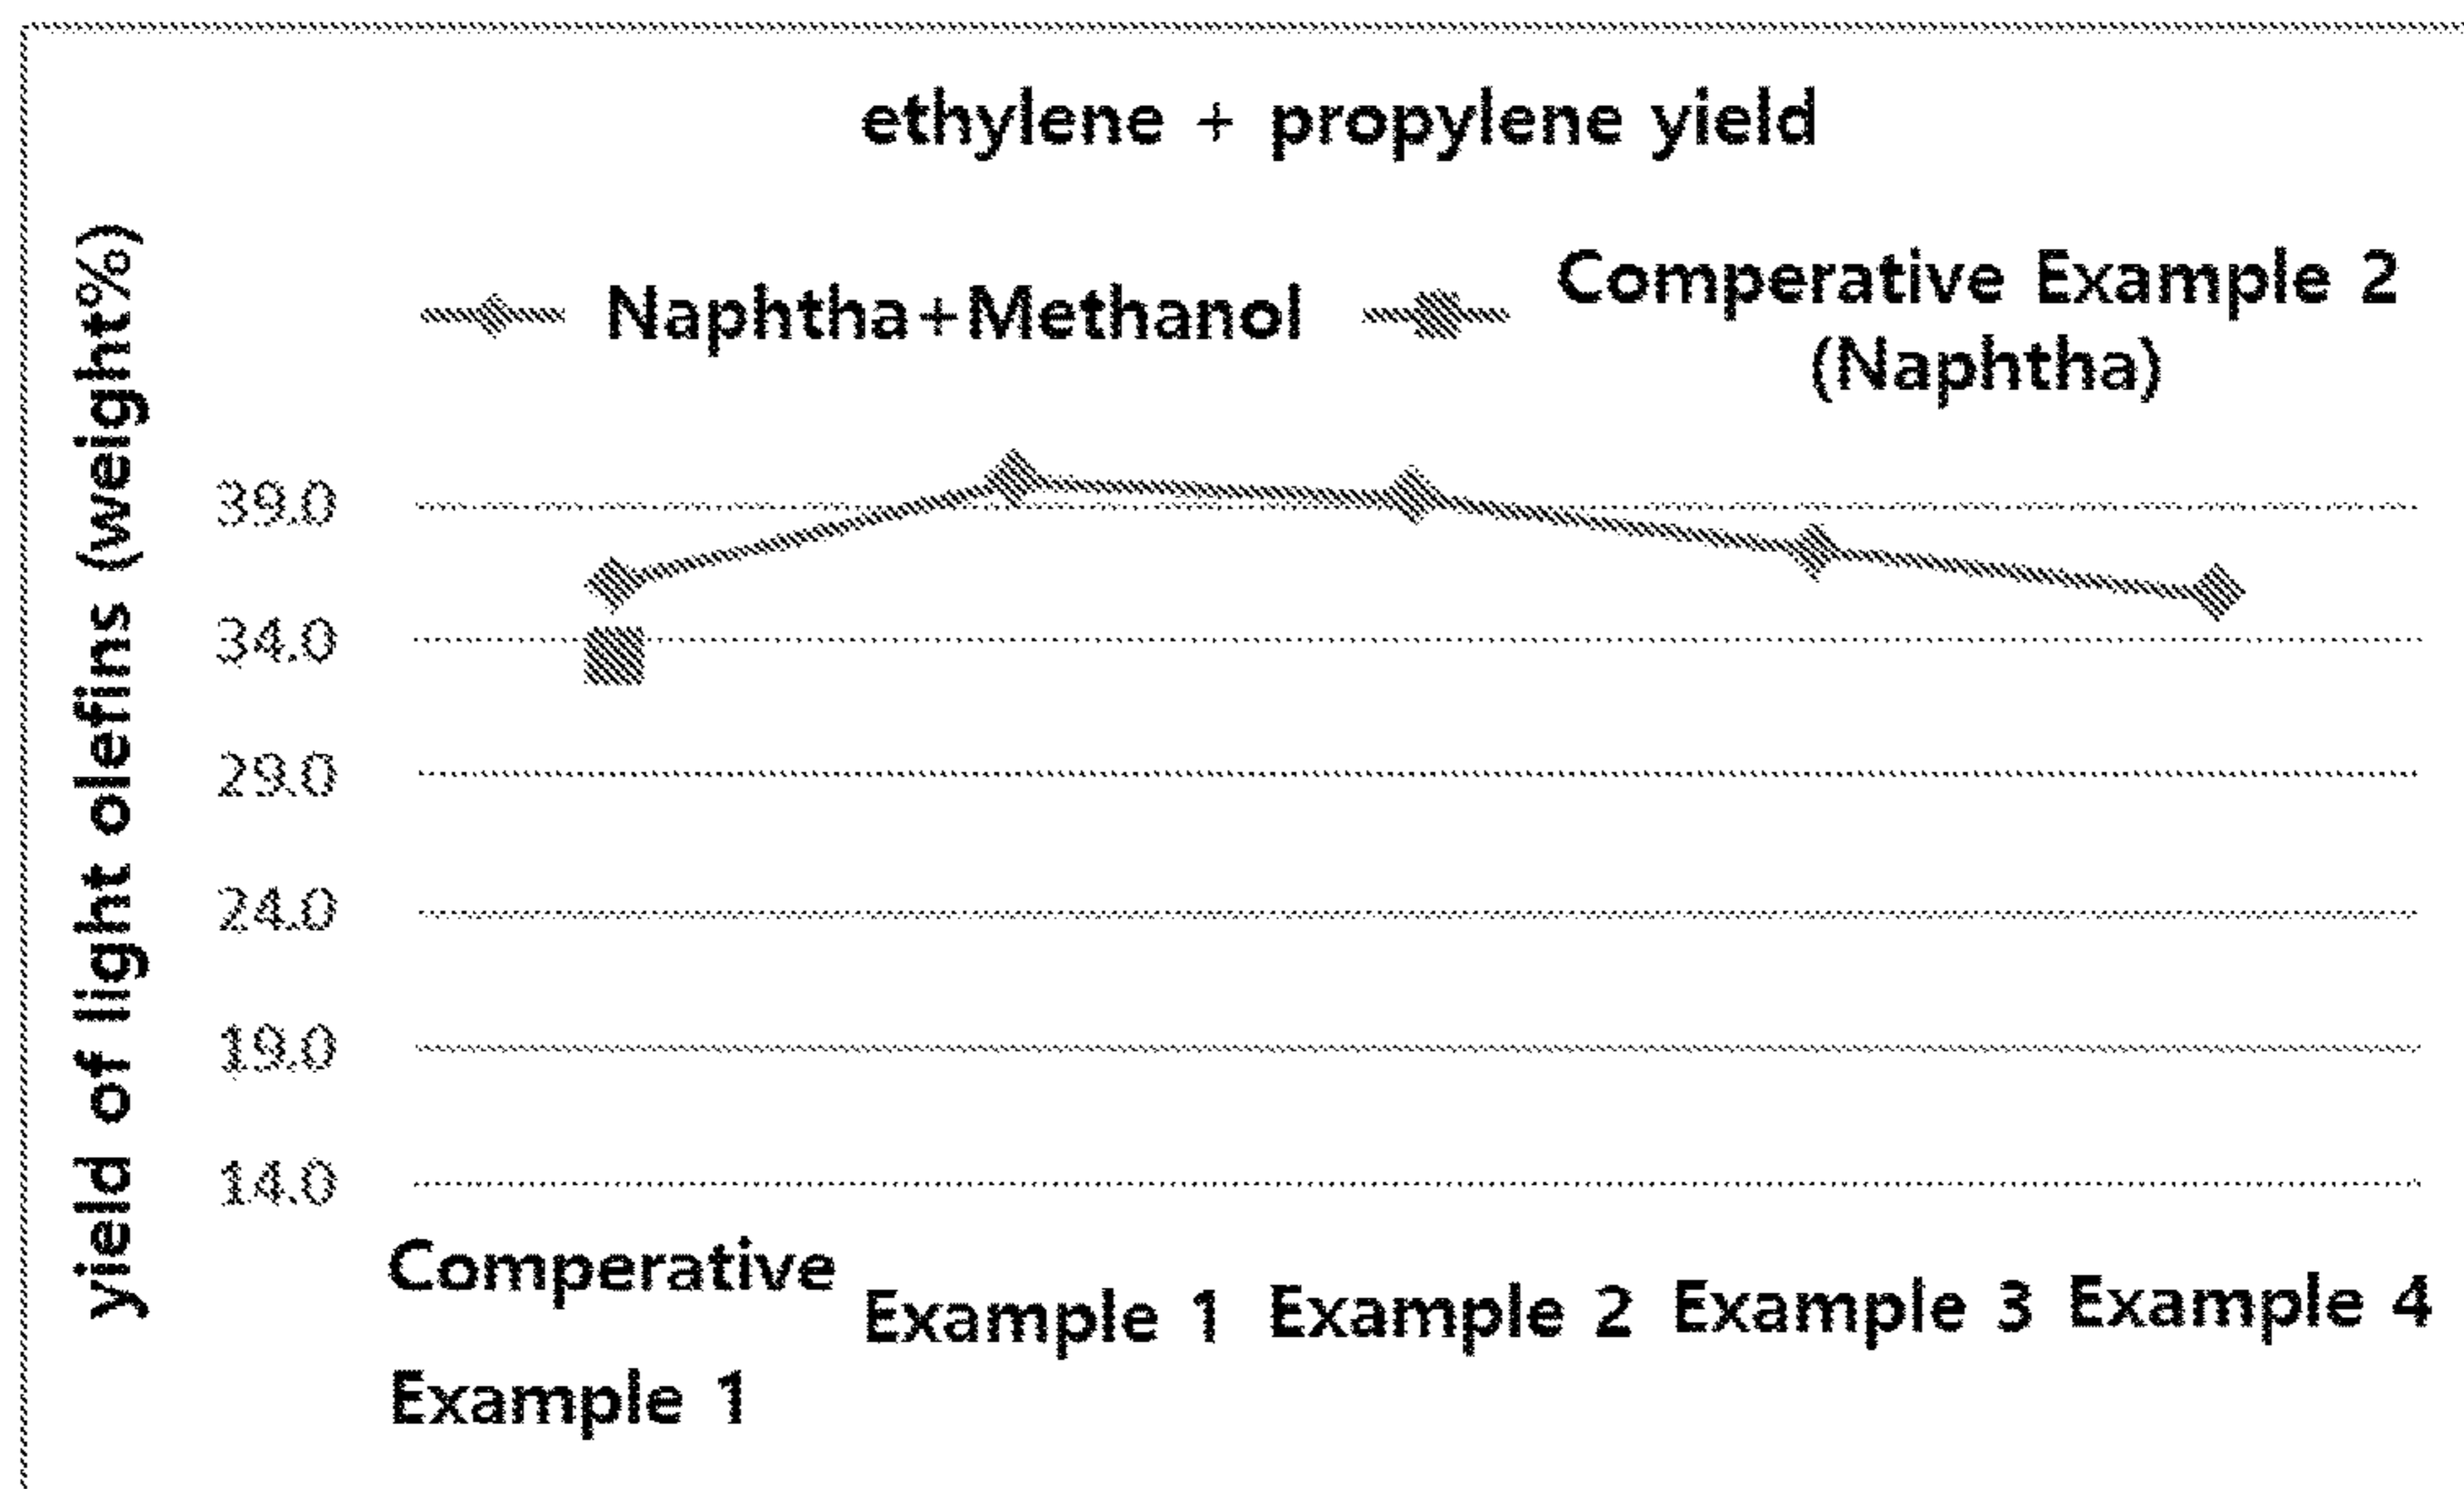 ethylene + propylene yield
Naphtha+Methanol
Comperative Example 2
(Naphtha)
yield of light olefins (weight%)
39.0
34.0
29.0
24.0
19.0
14.0
Comperative
Example 1
Example 1
Example 2
Example 3
Example 4